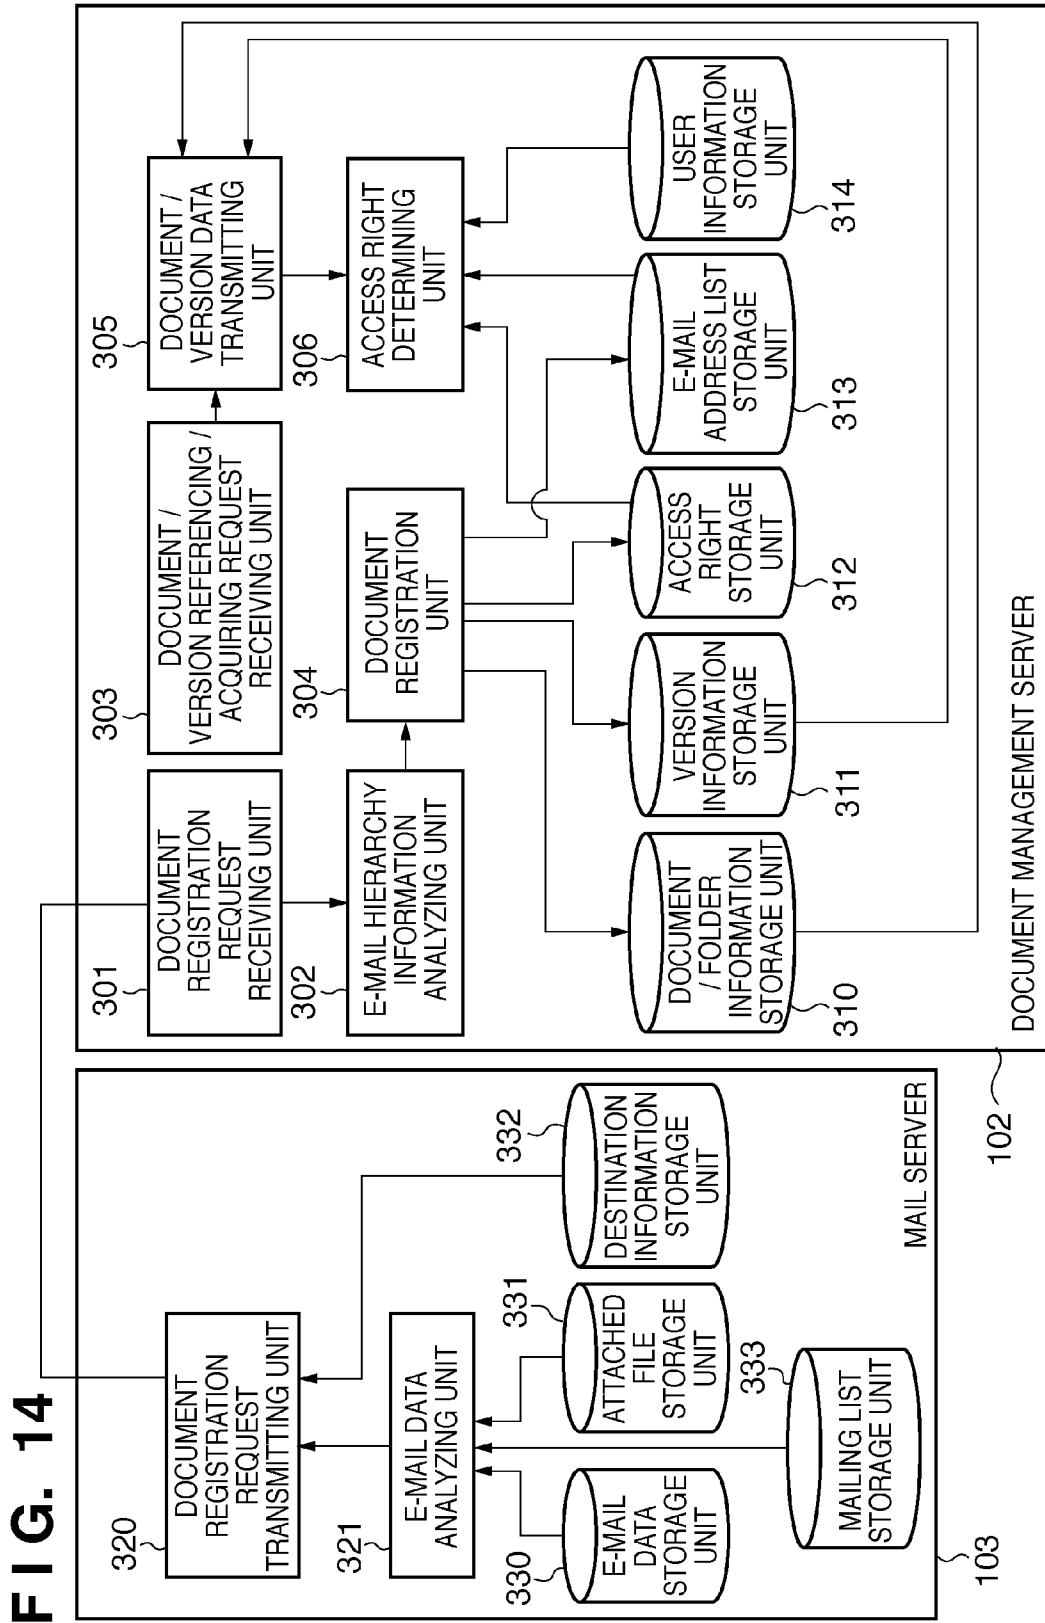 FIG. 14
320
DOCUMENT
REGISTRATION
REQUEST
TRANSMITTING UNIT
321
E-MAIL DATA
ANALYZING UNIT
330
E-MAIL
DATA
STORAGE
UNIT
331
ATTACHED
FILE
STORAGE
UNIT
332
DESTINATION
INFORMATION
STORAGE
UNIT
333
MAILING LIST
STORAGE UNIT
MAIL SERVER
103
301
DOCUMENT
REGISTRATION
REQUEST
RECEIVING UNIT
303
DOCUMENT /
VERSION REFERENCING /
ACQUIRING REQUEST
RECEIVING UNIT
305
DOCUMENT /
VERSION DATA
TRANSMITTING
UNIT
302
E-MAIL HIERARCHY
INFORMATION
ANALYZING UNIT
304
DOCUMENT
REGISTRATION
UNIT
306
ACCESS RIGHT
DETERMINING
UNIT
DOCUMENT
/ FOLDER
INFORMATION
STORAGE UNIT
310
VERSION
INFORMATION
STORAGE
UNIT
311
ACCESS
RIGHT
STORAGE
UNIT
312
E-MAIL
ADDRESS LIST
STORAGE
UNIT
313
USER
INFORMATION
STORAGE
UNIT
314
DOCUMENT MANAGEMENT SERVER
102